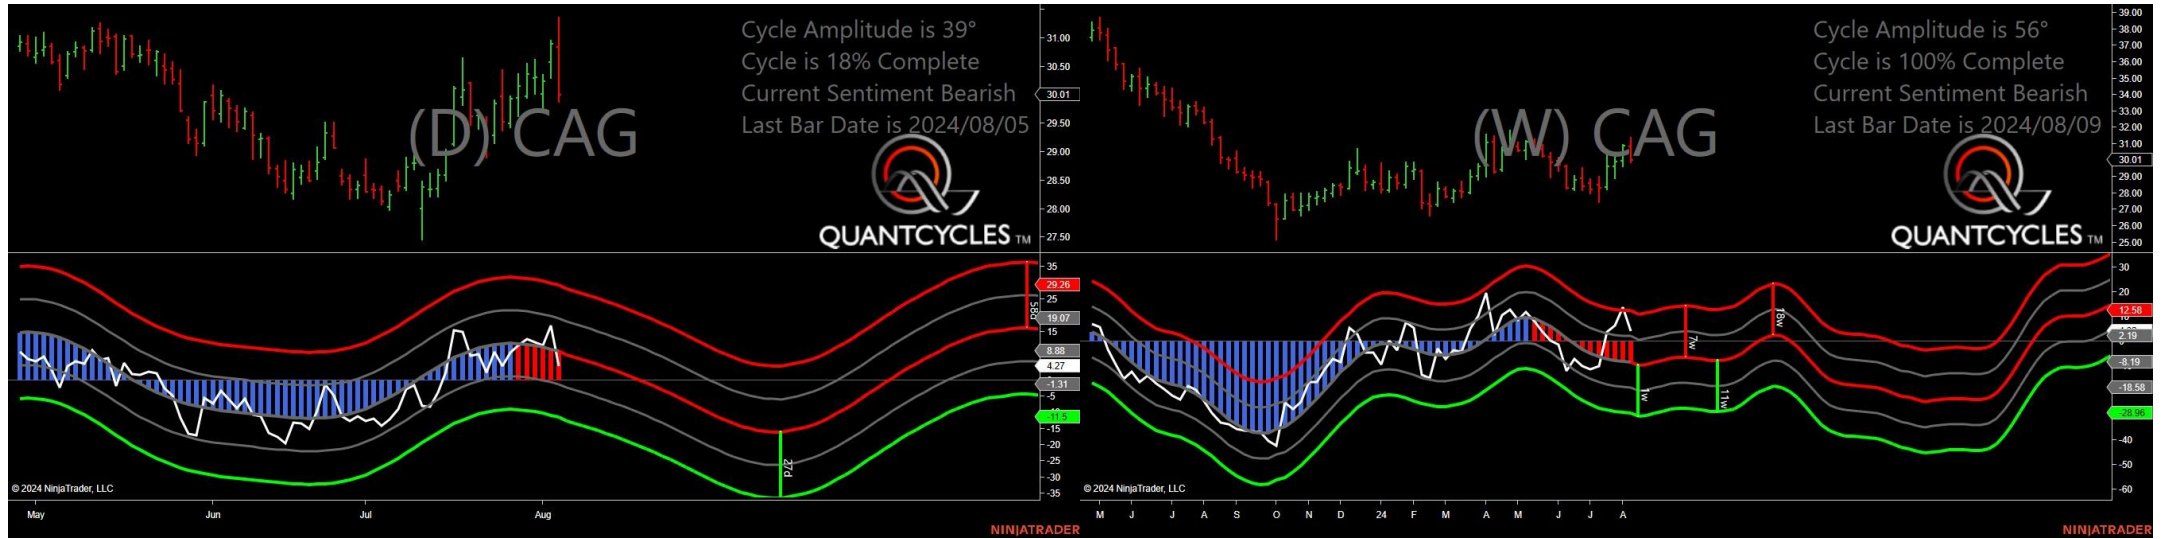 Cycle Amplitude is 39°
Cycle is 18% Complete
Current Sentiment Bearish
Last Bar Date is 2024/08/05
(D) CAG
QUANTCYCLES TM
31.00
30.50
30.01
29.50
29.00
28.50
28.00
27.50
35
29.26
25
19.07
15
8.88
4.27
-1.31
-5
-11.5
-15
-20
-25
-30
-35
58d
27d
© 2024 NinjaTrader, LLC
May Jun Jul Aug
NINJATRADER
Cycle Amplitude is 56°
Cycle is 100% Complete
Current Sentiment Bearish
Last Bar Date is 2024/08/09
(W) CAG
QUANTCYCLES TM
39.00
38.00
37.00
36.00
35.00
34.00
33.00
32.00
31.00
30.01
29.00
28.00
27.00
26.00
25.00
30
20
12.58
2.19
-8.19
-18.58
-28.96
-40
-50
-60
7w
18w
1w
11w
© 2024 NinjaTrader, LLC
M J J A S O N D 24 F M A M J J A
NINJATRADER